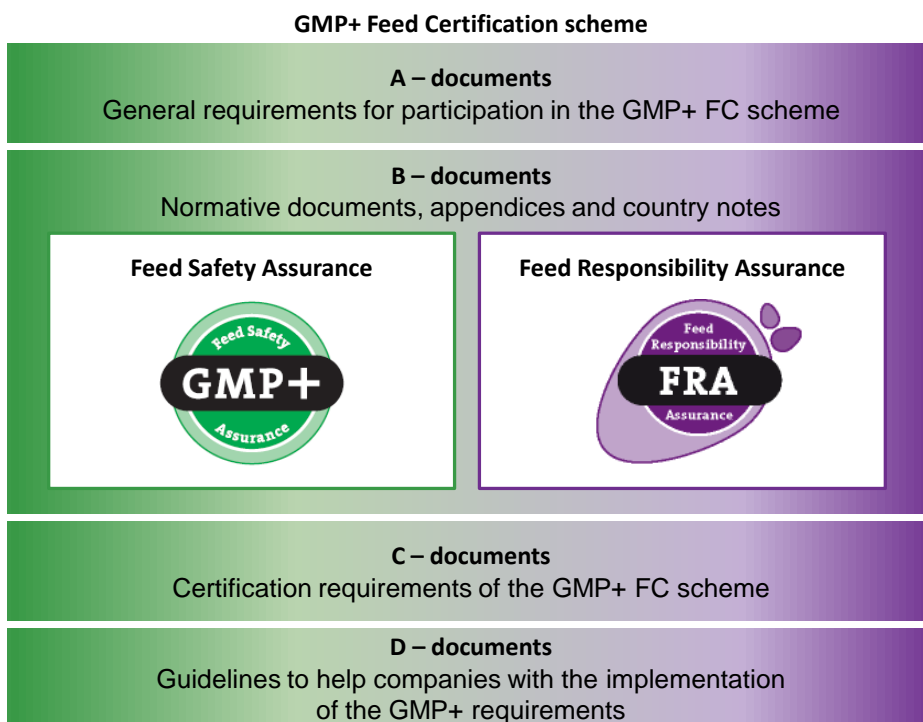 GMP+ Feed Certification scheme
A – documents
General requirements for participation in the GMP+ FC scheme
B – documents
Normative documents, appendices and country notes
Feed Safety Assurance
Feed Safety
GMP+
Assurance
Feed Responsibility Assurance
Feed
Responsibility
FRA
Assurance
C – documents
Certification requirements of the GMP+ FC scheme
D – documents
Guidelines to help companies with the implementation
of the GMP+ requirements